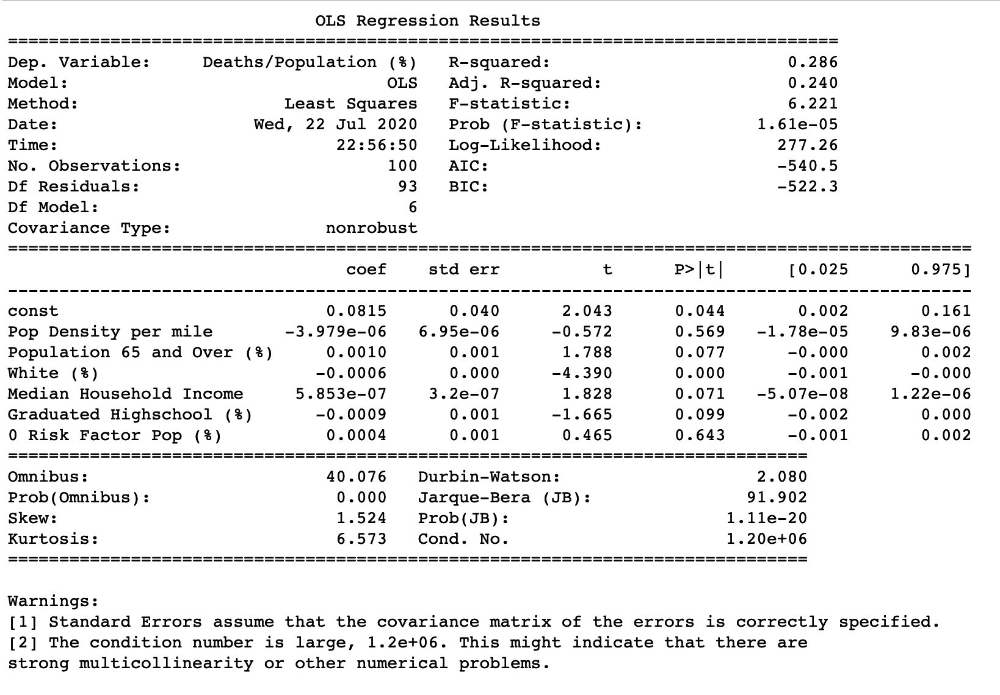 OLS Regression Results
==============================================================================
Dep. Variable: Deaths/Population (%) R-squared: 0.286
Model: OLS Adj. R-squared: 0.240
Method: Least Squares F-statistic: 6.221
Date: Wed, 22 Jul 2020 Prob (F-statistic): 1.61e-05
Time: 22:56:50 Log-Likelihood: 277.26
No. Observations: 100 AIC: -540.5
Df Residuals: 93 BIC: -522.3
Df Model: 6
Covariance Type: nonrobust
==============================================================================================
coef std err t P>|t| [0.025 0.975]
----------------------------------------------------------------------------------------------
const 0.0815 0.040 2.043 0.044 0.002 0.161
Pop Density per mile -3.979e-06 6.95e-06 -0.572 0.569 -1.78e-05 9.83e-06
Population 65 and Over (%) 0.0010 0.001 1.788 0.077 -0.000 0.002
White (%) -0.0006 0.000 -4.390 0.000 -0.001 -0.000
Median Household Income 5.853e-07 3.2e-07 1.828 0.071 -5.07e-08 1.22e-06
Graduated Highschool (%) -0.0009 0.001 -1.665 0.099 -0.002 0.000
0 Risk Factor Pop (%) 0.0004 0.001 0.465 0.643 -0.001 0.002
==============================================================================
Omnibus: 40.076 Durbin-Watson: 2.080
Prob(Omnibus): 0.000 Jarque-Bera (JB): 91.902
Skew: 1.524 Prob(JB): 1.11e-20
Kurtosis: 6.573 Cond. No. 1.20e+06
==============================================================================
Warnings:
[1] Standard Errors assume that the covariance matrix of the errors is correctly specified.
[2] The condition number is large, 1.2e+06. This might indicate that there are
strong multicollinearity or other numerical problems.